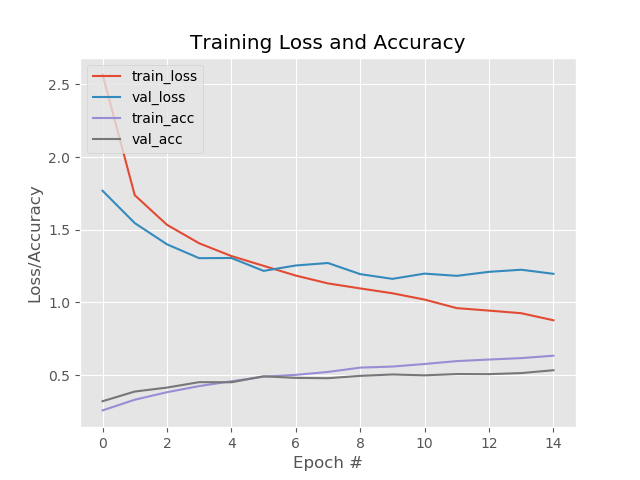 Training Loss and Accuracy
train_loss
val_loss
train_acc
val_acc
2.5
2.0
1.5
1.0
0.5
Loss/Accuracy
0 2 4 6 8 10 12 14
Epoch #